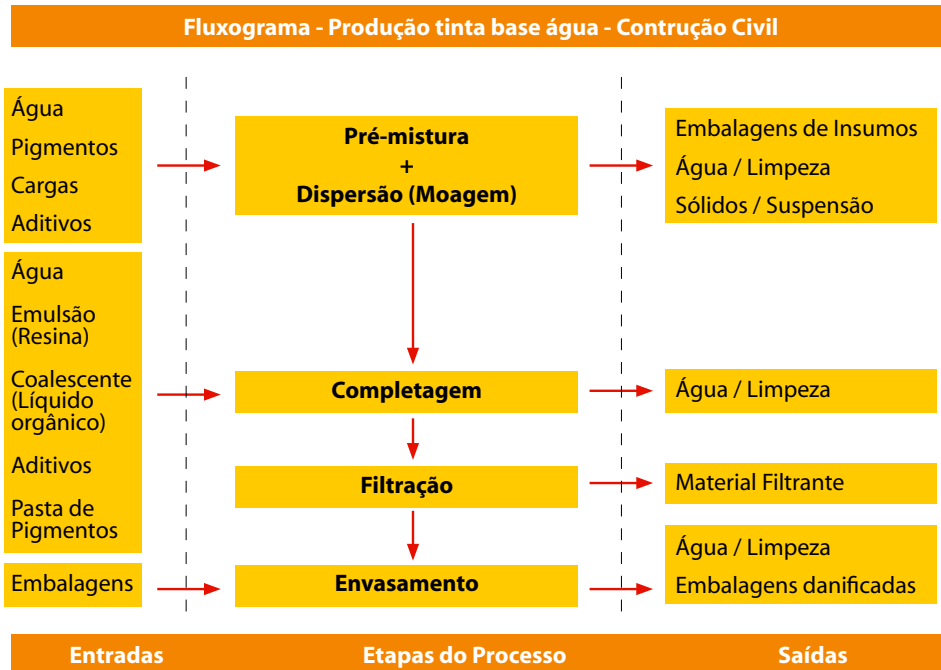 Fluxograma - Produção tinta base água - Contrução Civil
Água
Pigmentos
Cargas
Aditivos
Pré-mistura
+
Dispersão (Moagem)
Embalagens de Insumos
Água / Limpeza
Sólidos / Suspensão
Água
Emulsão
(Resina)
Coalescente
(Líquido
orgânico)
Aditivos
Pasta de
Pigmentos
Completagem
Água / Limpeza
Filtração
Material Filtrante
Embalagens
Envasamento
Água / Limpeza
Embalagens danificadas
Entradas
Etapas do Processo
Saídas